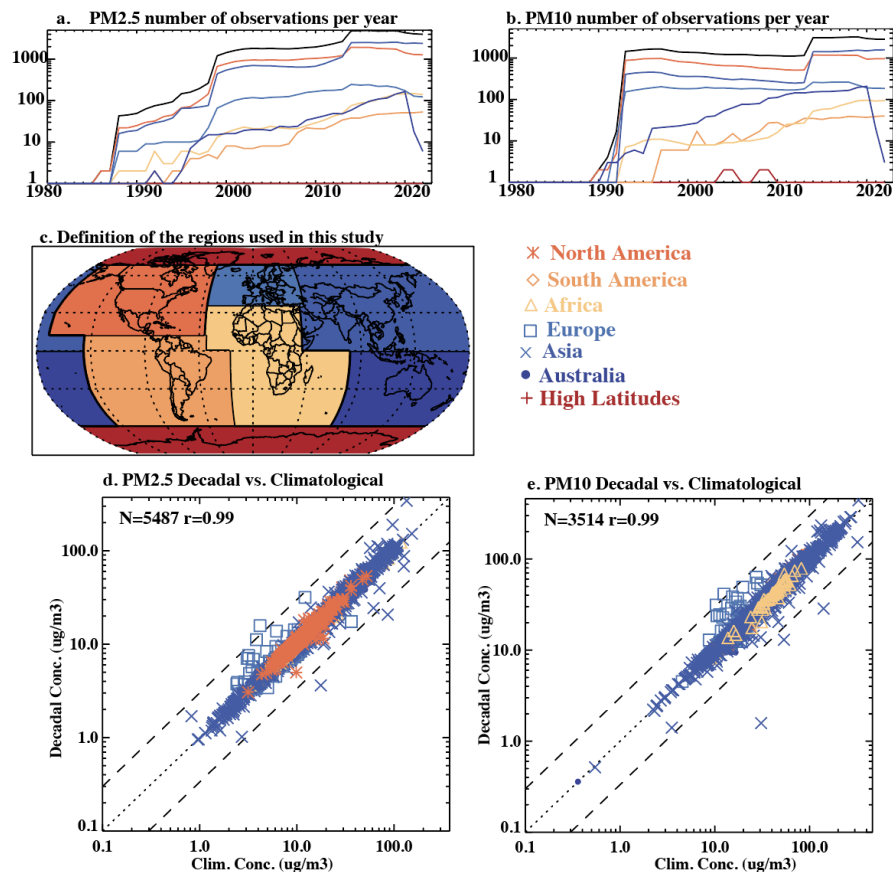 a. PM2.5 number of observations per year
1000
100
10
1
1980 1990 2000 2010 2020
b. PM10 number of observations per year
1000
100
10
1
1980 1990 2000 2010 2020
c. Definition of the regions used in this study
North America
South America
Africa
Europe
Asia
Australia
High Latitudes
d. PM2.5 Decadal vs. Climatological
N=5487 r=0.99
Decadal Conc. (ug/m3)
100.0
10.0
1.0
0.1
0.1 1.0 10.0 100.0
Clim. Conc. (ug/m3)
e. PM10 Decadal vs. Climatological
N=3514 r=0.99
Decadal Conc. (ug/m3)
100.0
10.0
1.0
0.1
0.1 1.0 10.0 100.0
Clim. Conc. (ug/m3)